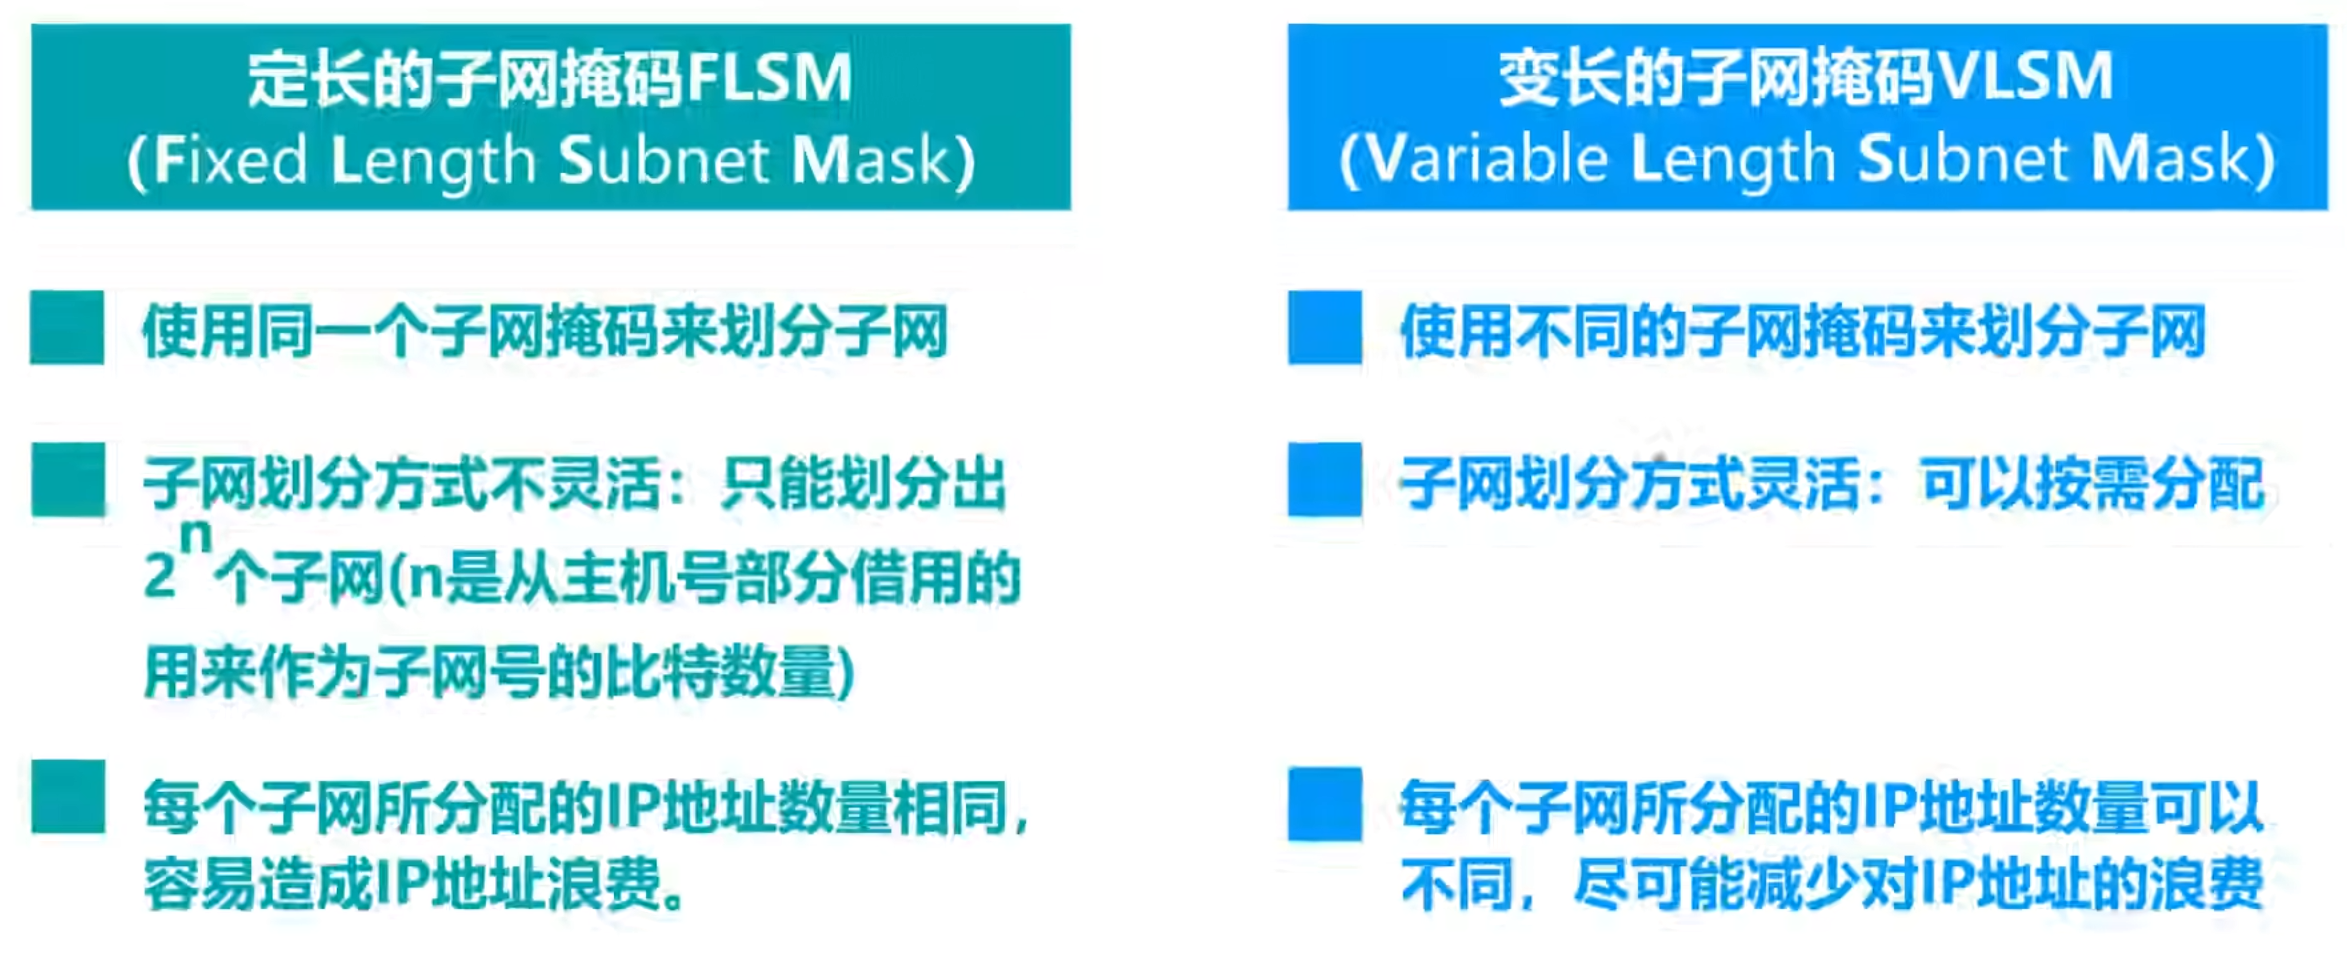 定长的子网掩码FLSM
(Fixed Length Subnet Mask)
使用同一个子网掩码来划分子网
子网划分方式不灵活：只能划分出
2ⁿ个子网(n是从主机号部分借用的
用来作为子网号的比特数量)
每个子网所分配的IP地址数量相同，
容易造成IP地址浪费。
变长的子网掩码VLSM
(Variable Length Subnet Mask)
使用不同的子网掩码来划分子网
子网划分方式灵活：可以按需分配
每个子网所分配的IP地址数量可以
不同，尽可能减少对IP地址的浪费